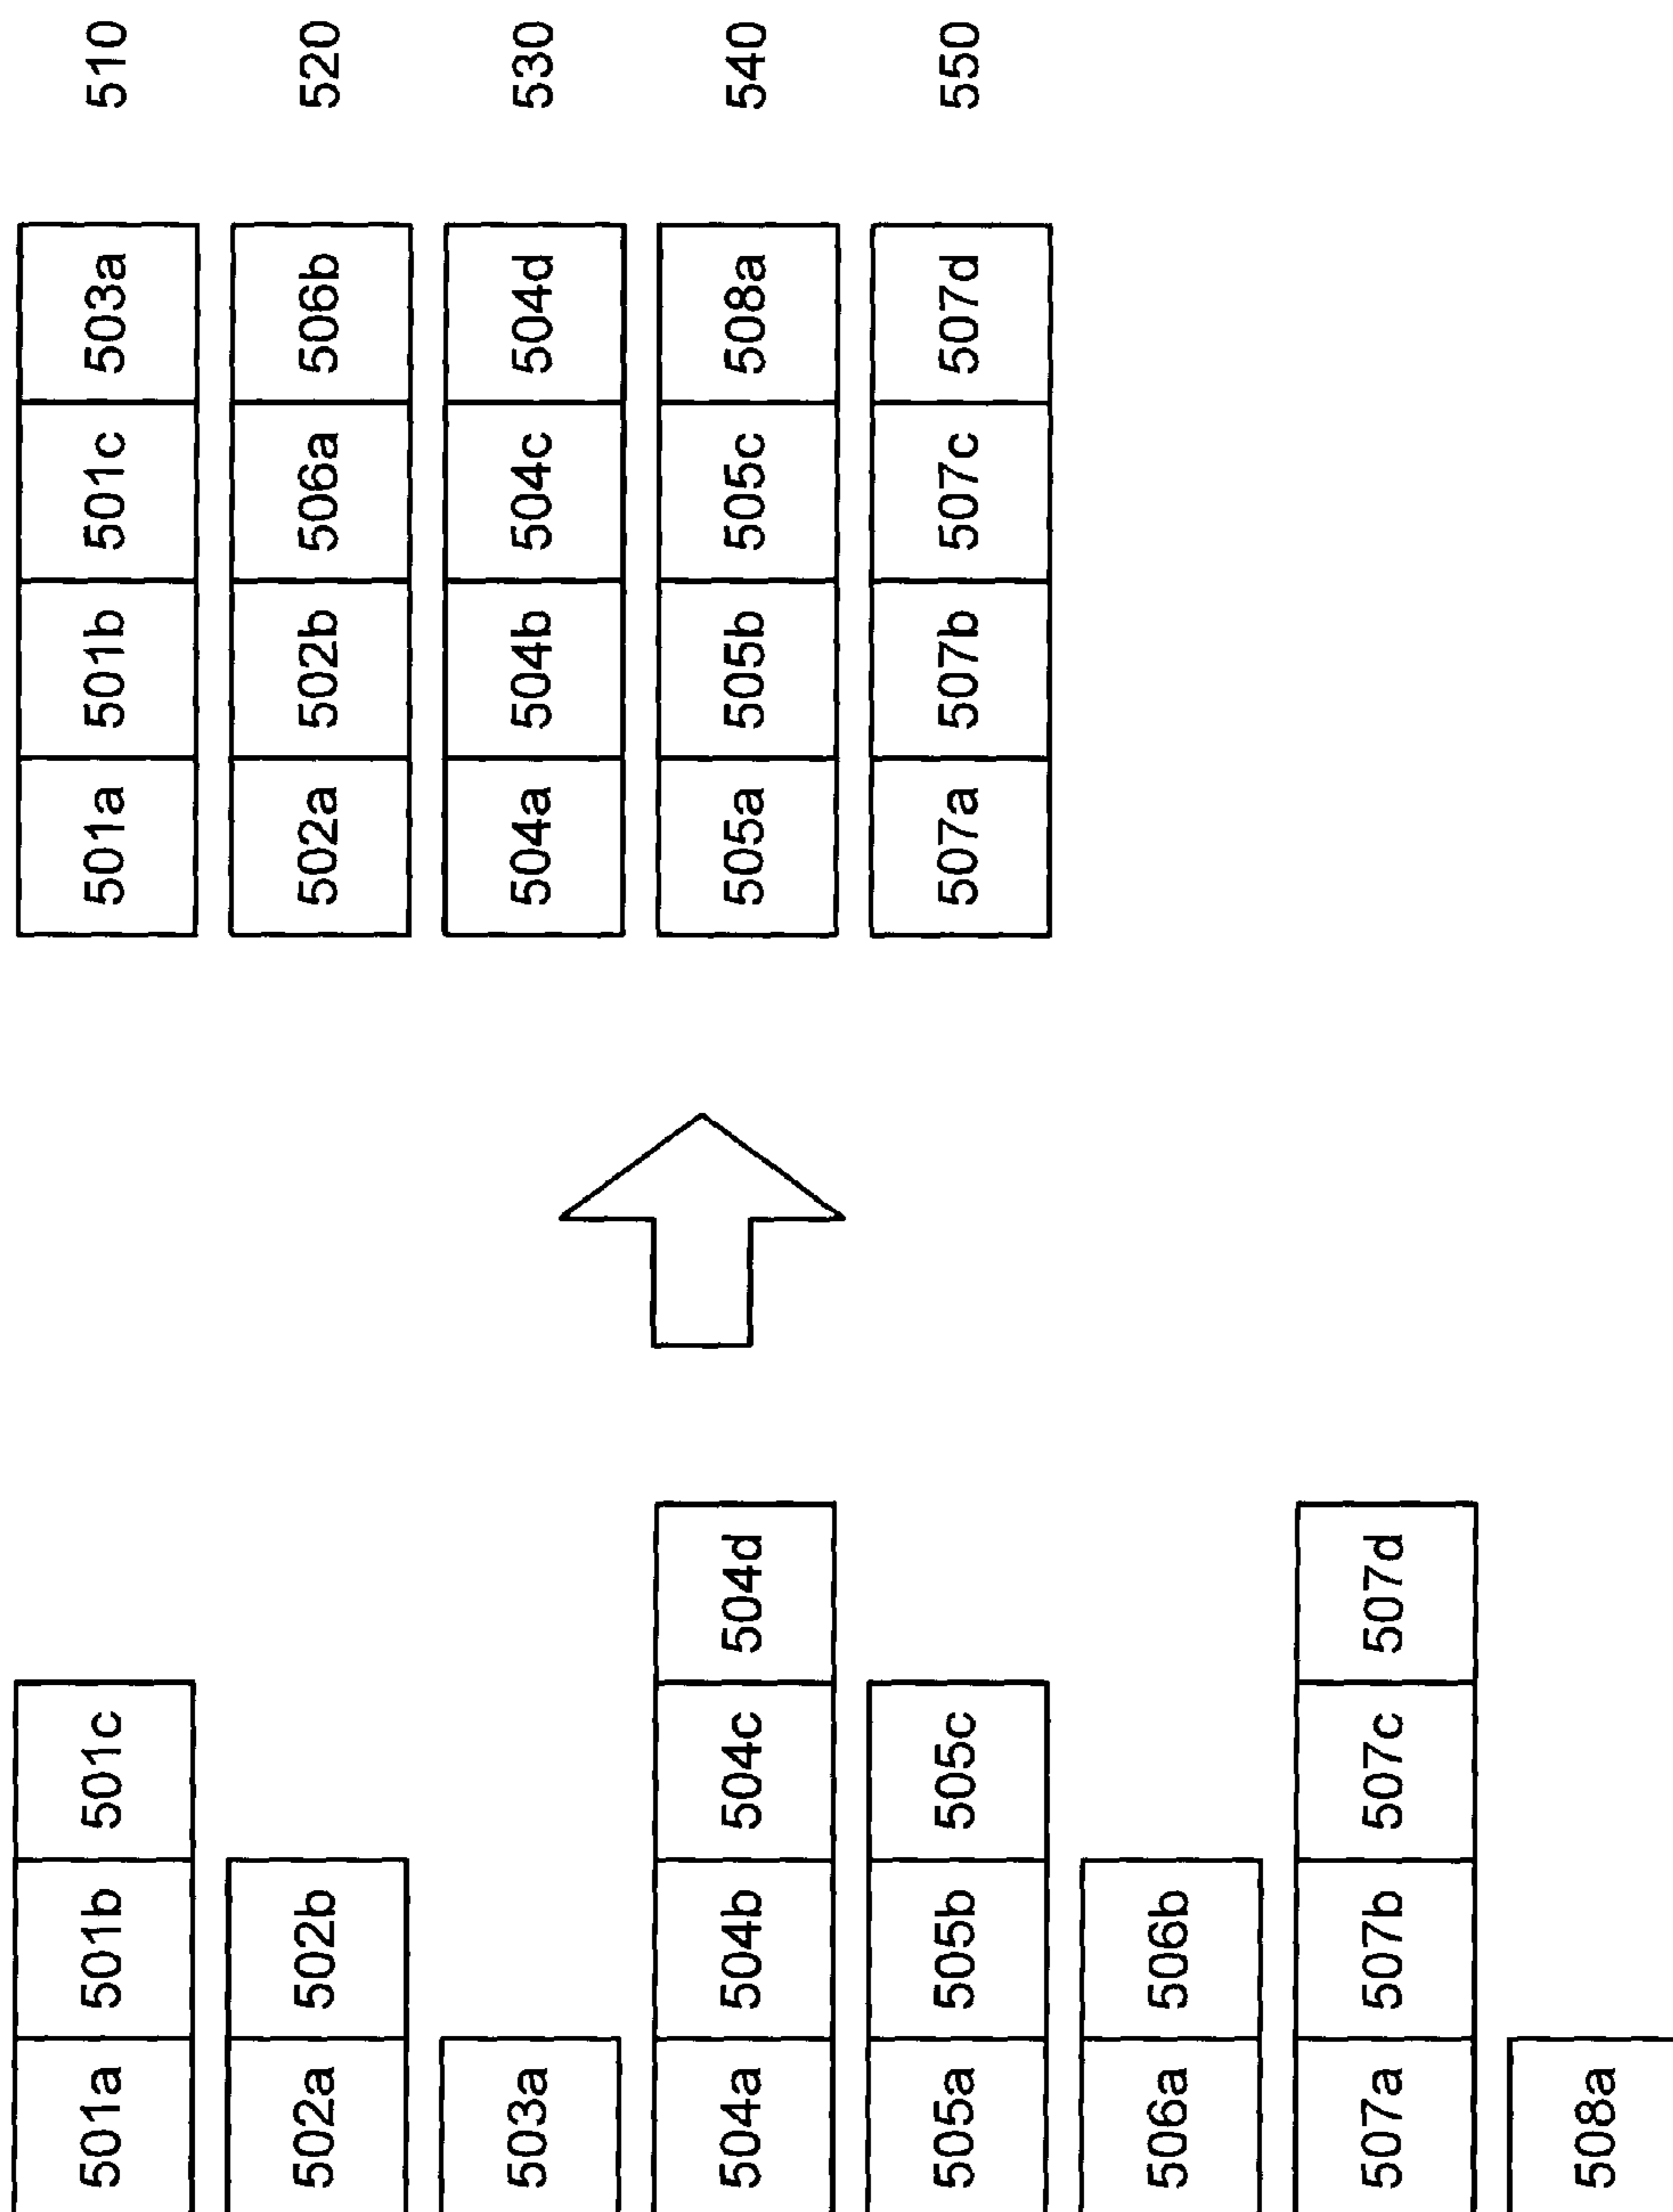 501a 501b 501c
502a 502b
503a
504a 504b 504c 504d
505a 505b 505c
506a 506b
507a 507b 507c 507d
508a
501a 501b 501c 503a 510
502a 502b 506a 506b 520
504a 504b 504c 504d 530
505a 505b 505c 508a 540
507a 507b 507c 507d 550